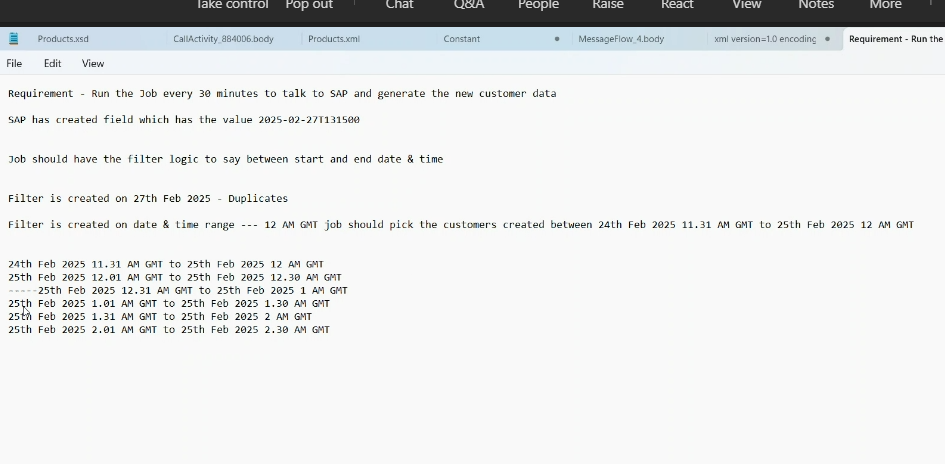 Take control Pop out Chat Q&A People Raise React View Notes More
Products.xsd CallActivity_884006.body Products.xml Constant MessageFlow_4.body xml version=1.0 encoding Requirement - Run the
File Edit View
Requirement - Run the Job every 30 minutes to talk to SAP and generate the new customer data
SAP has created field which has the value 2025-02-27T131500
Job should have the filter logic to say between start and end date & time
Filter is created on 27th Feb 2025 - Duplicates
Filter is created on date & time range --- 12 AM GMT job should pick the customers created between 24th Feb 2025 11.31 AM GMT to 25th Feb 2025 12 AM GMT
24th Feb 2025 11.31 AM GMT to 25th Feb 2025 12 AM GMT
25th Feb 2025 12.01 AM GMT to 25th Feb 2025 12.30 AM GMT
-----25th Feb 2025 12.31 AM GMT to 25th Feb 2025 1 AM GMT
25th Feb 2025 1.01 AM GMT to 25th Feb 2025 1.30 AM GMT
25th Feb 2025 1.31 AM GMT to 25th Feb 2025 2 AM GMT
25th Feb 2025 2.01 AM GMT to 25th Feb 2025 2.30 AM GMT